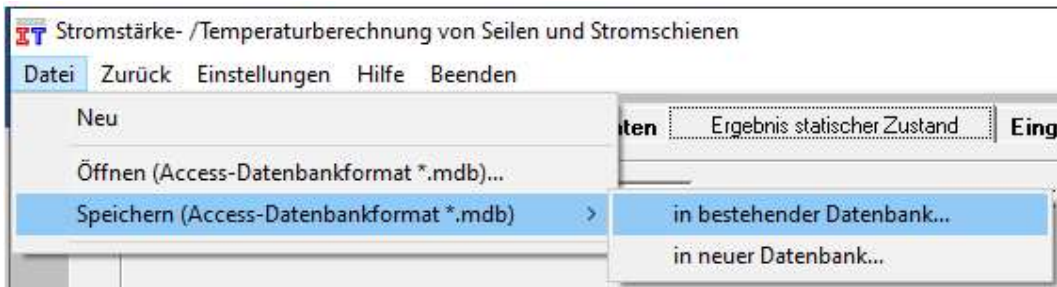 IT Stromstärke- /Temperaturberechnung von Seilen und Stromschienen
Datei Zurück Einstellungen Hilfe Beenden
Neu
Ergebnis statischer Zustand
Öffnen (Access-Datenbankformat *.mdb)...
Speichern (Access-Datenbankformat *.mdb) >
in bestehender Datenbank...
in neuer Datenbank...